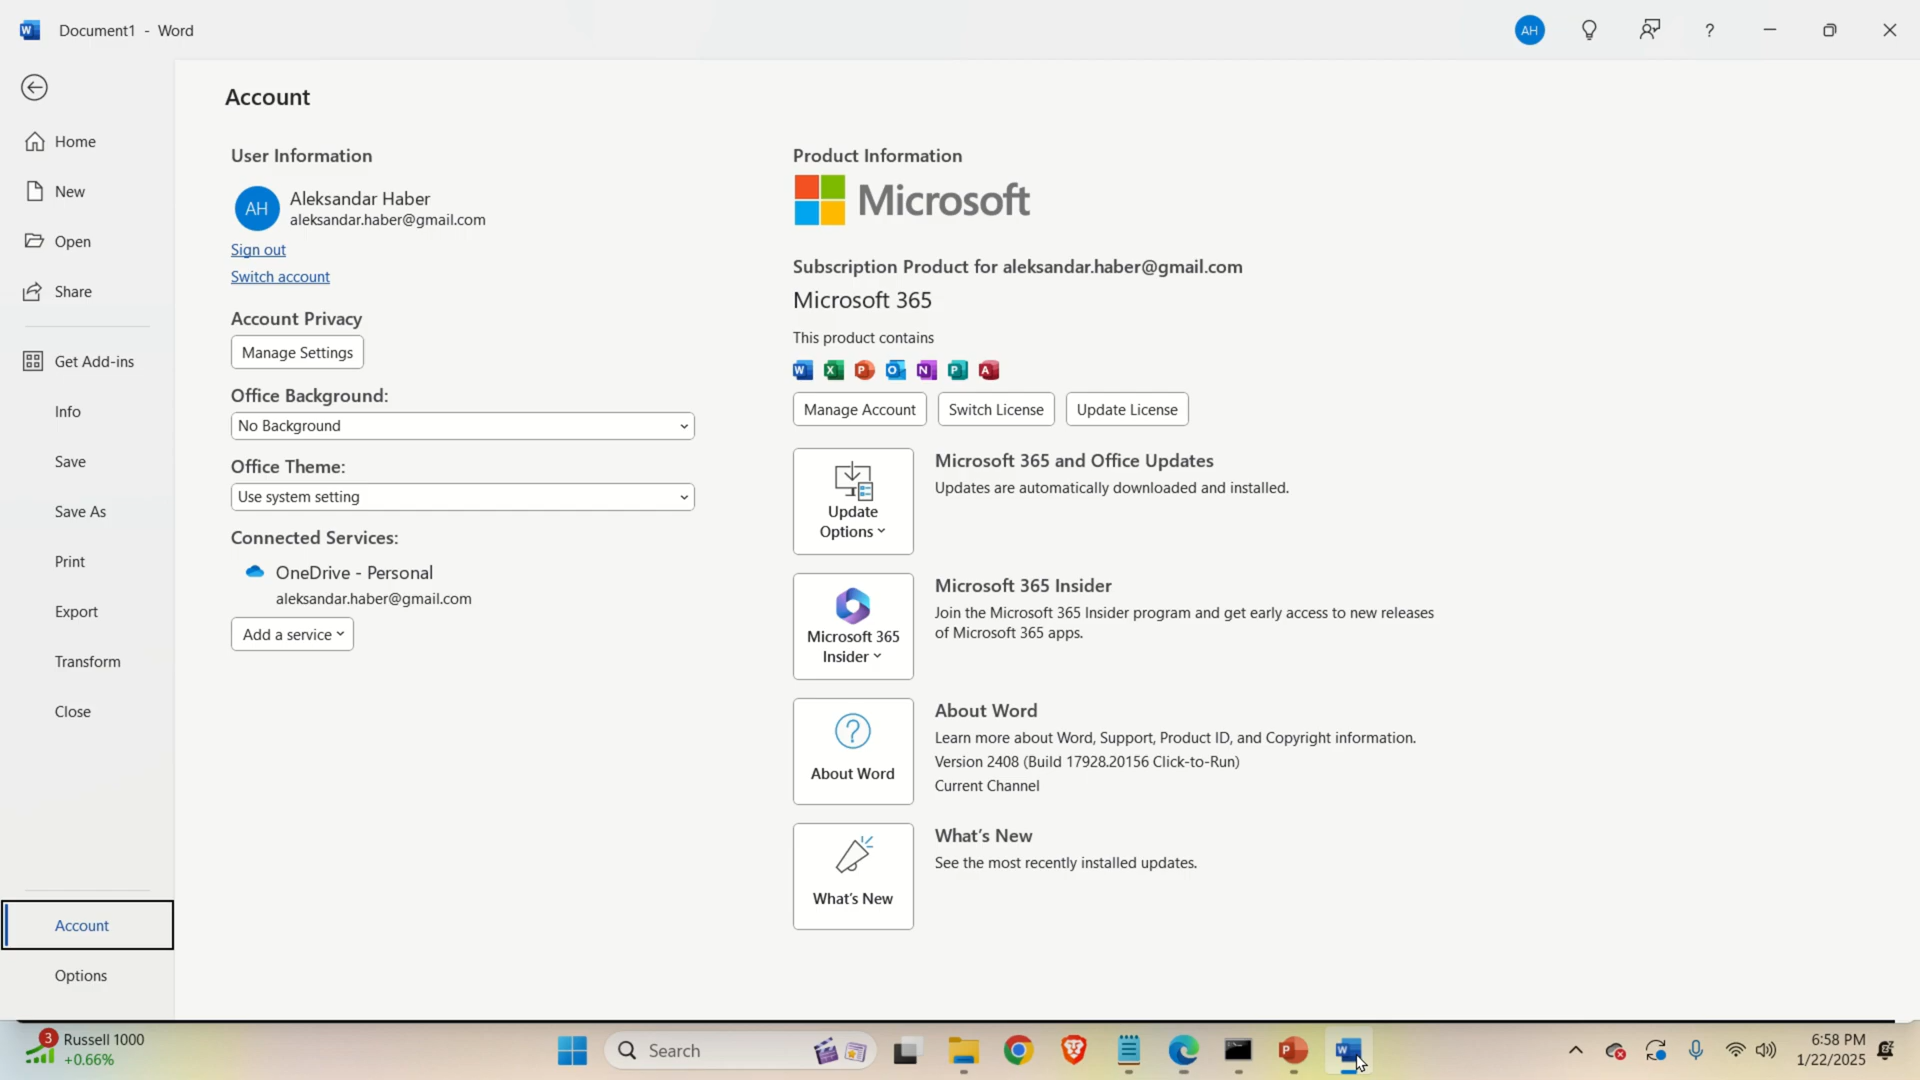 Document1 - Word
AH
?
Account
Home
New
Open
Share
Get Add-ins
Info
Save
Save As
Print
Export
Transform
Close
Account
Options
User Information
AH
Aleksandar Haber
aleksandar.haber@gmail.com
Sign out
Switch account
Account Privacy
Manage Settings
Office Background:
No Background
Office Theme:
Use system setting
Connected Services:
OneDrive - Personal
aleksandar.haber@gmail.com
Add a service
Product Information
Microsoft
Subscription Product for aleksandar.haber@gmail.com
Microsoft 365
This product contains
Manage Account
Switch License
Update License
Update
Options
Microsoft 365 and Office Updates
Updates are automatically downloaded and installed.
Microsoft 365
Insider
Microsoft 365 Insider
Join the Microsoft 365 Insider program and get early access to new releases
of Microsoft 365 apps.
About Word
About Word
Learn more about Word, Support, Product ID, and Copyright information.
Version 2408 (Build 17928.20156 Click-to-Run)
Current Channel
What's New
What's New
See the most recently installed updates.
3
Russell 1000
+0.66%
Search
6:58 PM
1/22/2025